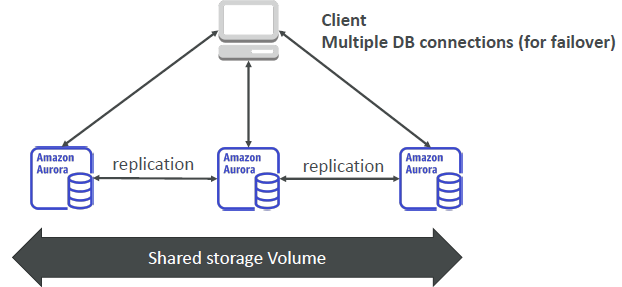 Client
Multiple DB connections (for failover)
Amazon
Aurora
replication
Amazon
Aurora
replication
Amazon
Aurora
Shared storage Volume